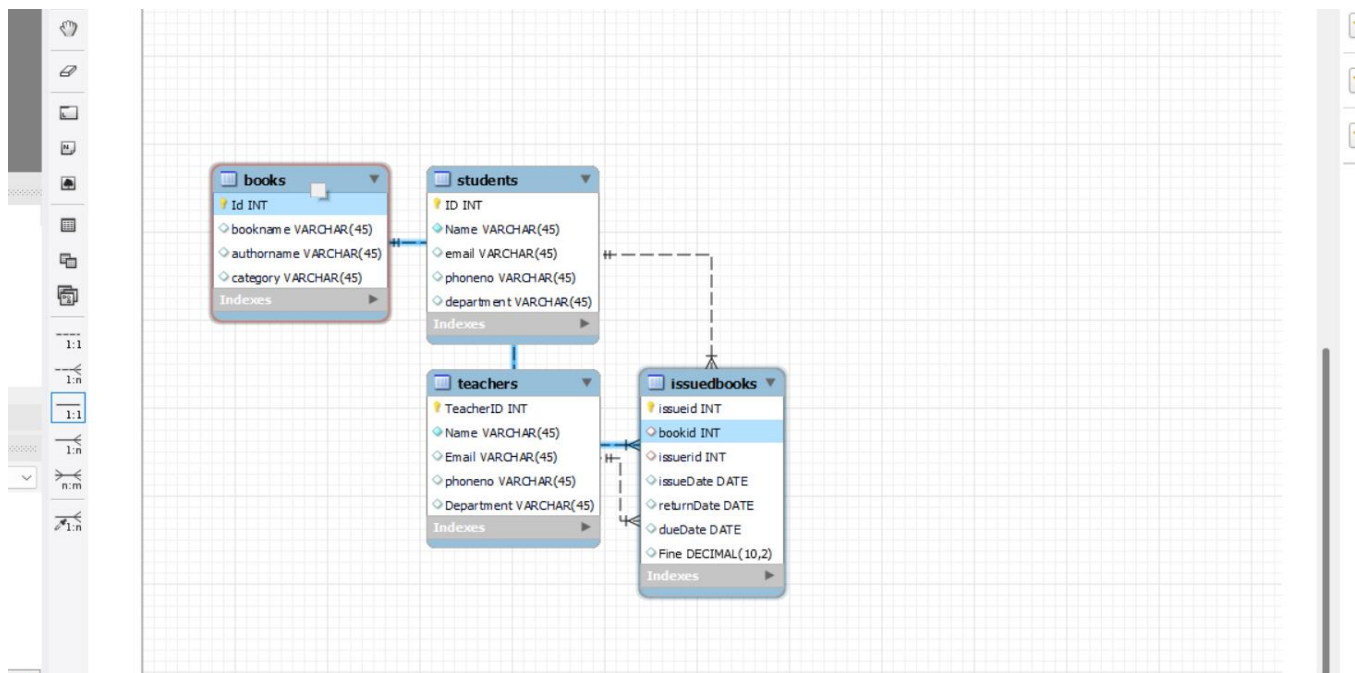 books
Id INT
bookname VARCHAR(45)
authorname VARCHAR(45)
category VARCHAR(45)
Indexes
students
ID INT
Name VARCHAR(45)
email VARCHAR(45)
phoneno VARCHAR(45)
department VARCHAR(45)
Indexes
teachers
TeacherID INT
Name VARCHAR(45)
Email VARCHAR(45)
phoneno VARCHAR(45)
Department VARCHAR(45)
Indexes
issuedbooks
issueid INT
bookid INT
issuerid INT
issueDate DATE
returnDate DATE
dueDate DATE
Fine DECIMAL(10,2)
Indexes
1:1
1:n
1:1
1:n
n:m
1:n